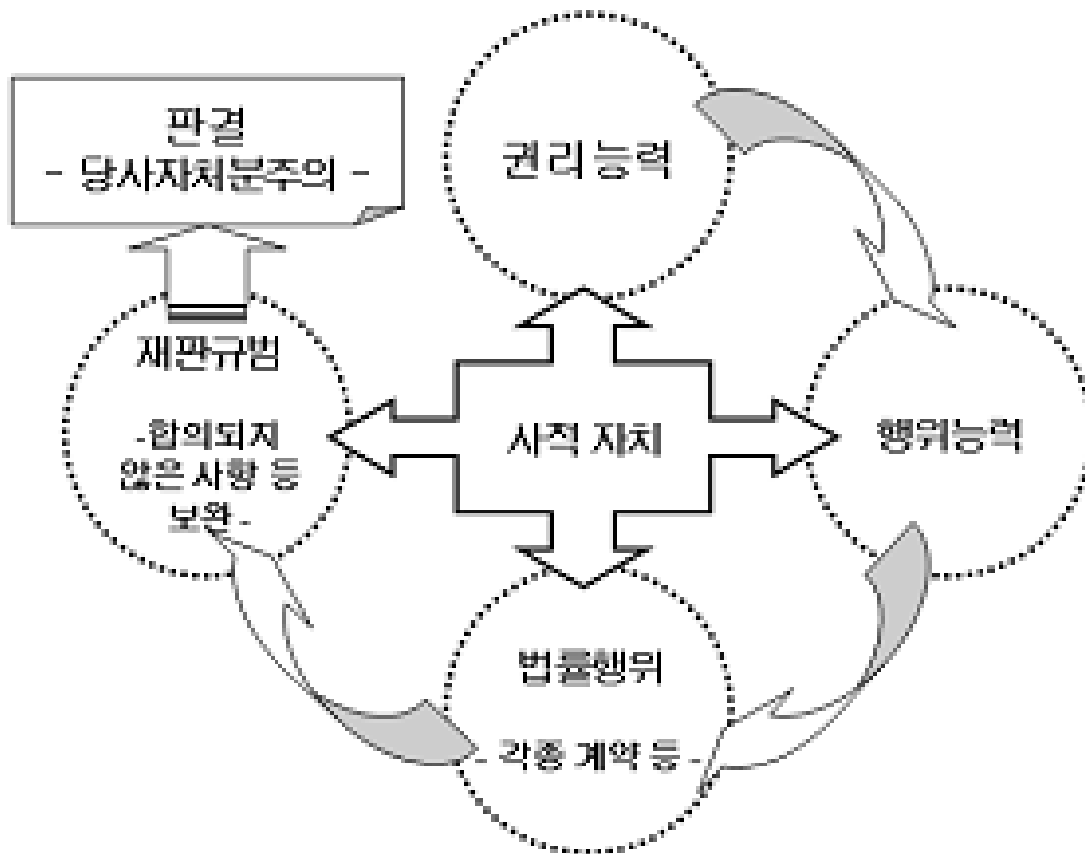 판결
- 당사자처분주의 -
권리 능력
재판규범
-합의되지
않은 사항 등
보완-
사적 자치
행위능력
법률행위
- 각종 계약 등 -